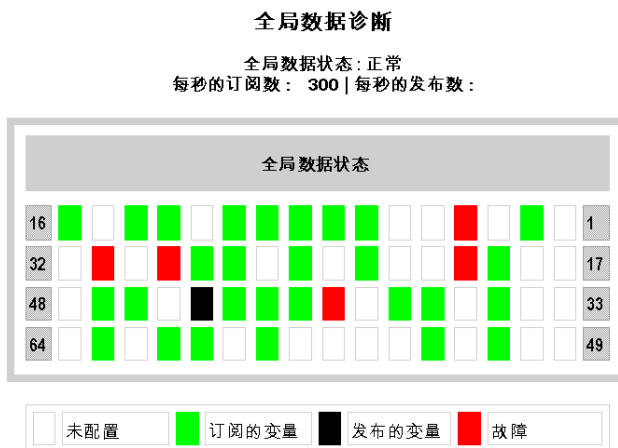 全局数据诊断
全局数据状态: 正常
每秒的订阅数： 300 | 每秒的发布数：
全局数据状态
16 1
32 17
48 33
64 49
未配置 订阅的变量 发布的变量 故障